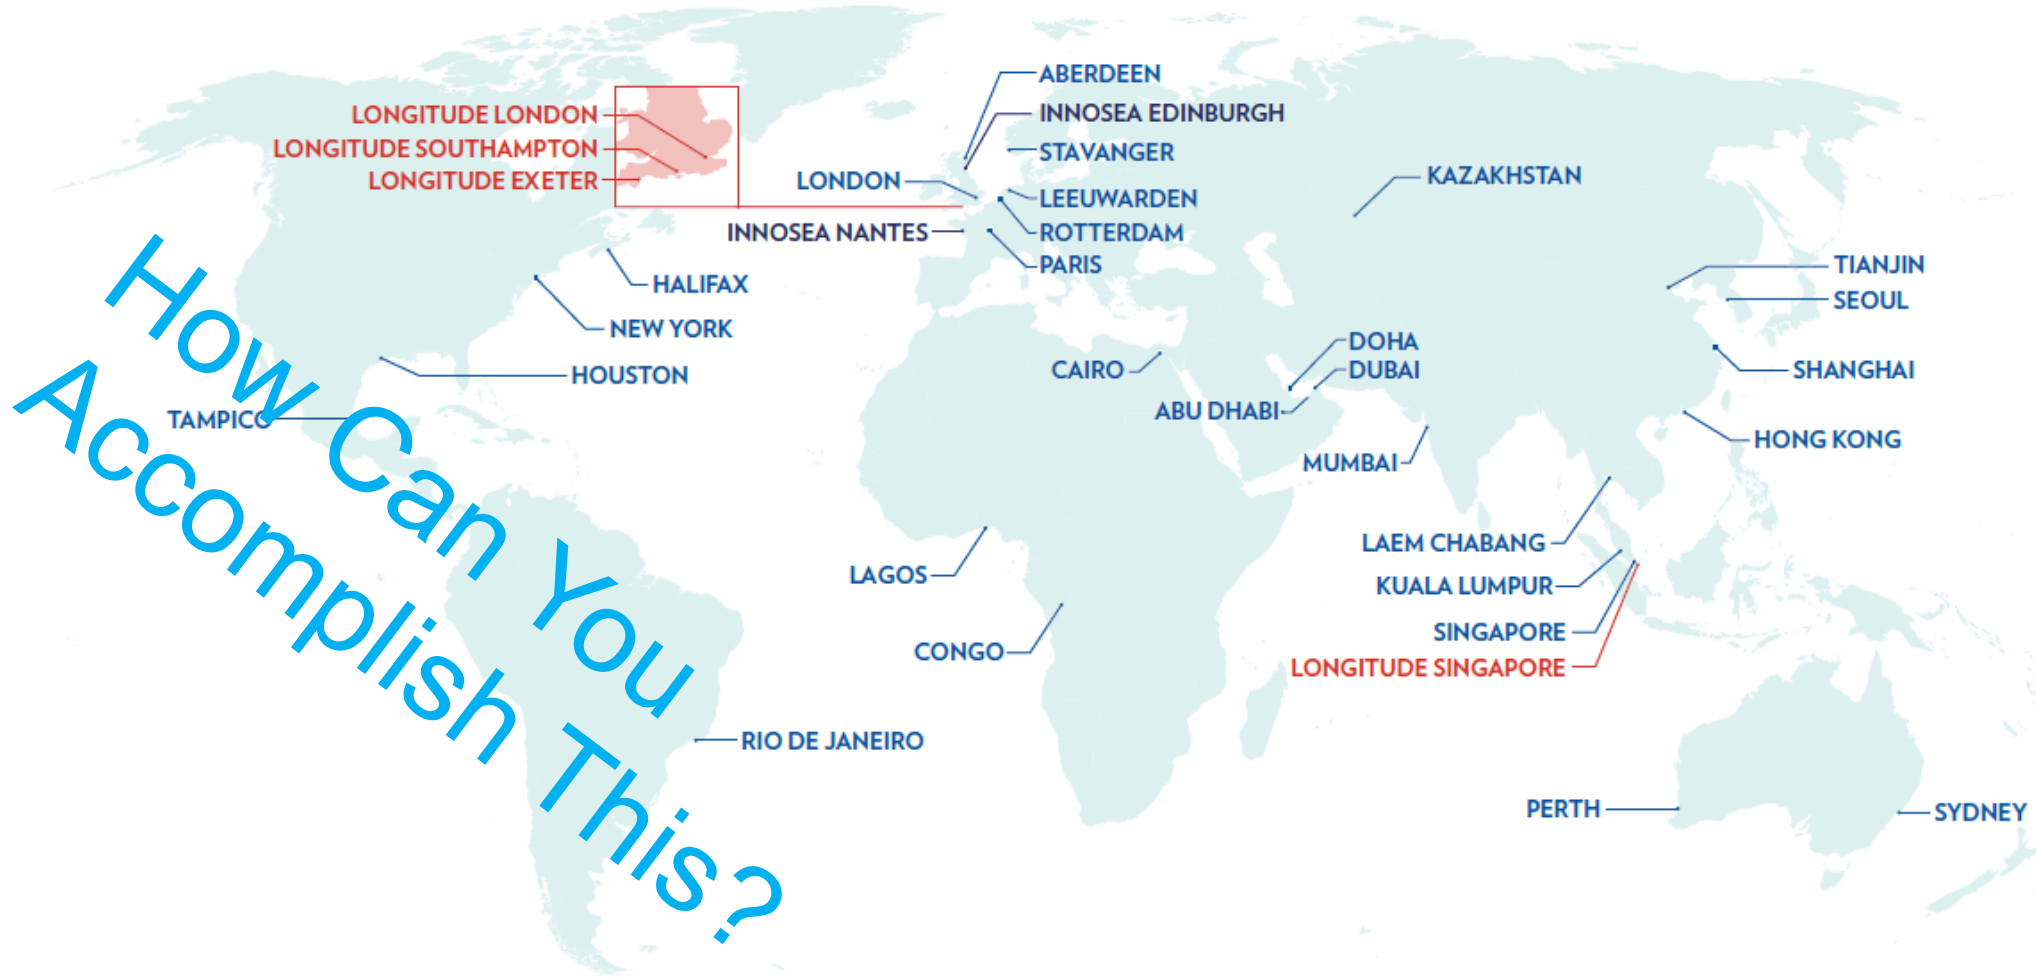 ABERDEEN
INNOSEA EDINBURGH
STAVANGER
LONGITUDE LONDON
LONGITUDE SOUTHAMPTON
LONGITUDE EXETER
LONDON
LEEUWARDEN
INNOSEA NANTES
ROTTERDAM
PARIS
KAZAKHSTAN
TIANJIN
SEOUL
HALIFAX
NEW YORK
HOUSTON
TAMPICO
DOHA
CAIRO
DUBAI
ABU DHABI
SHANGHAI
HONG KONG
MUMBAI
LAEM CHABANG
LAGOS
KUALA LUMPUR
SINGAPORE
CONGO
LONGITUDE SINGAPORE
RIO DE JANEIRO
PERTH
SYDNEY
How Can You
Accomplish This?